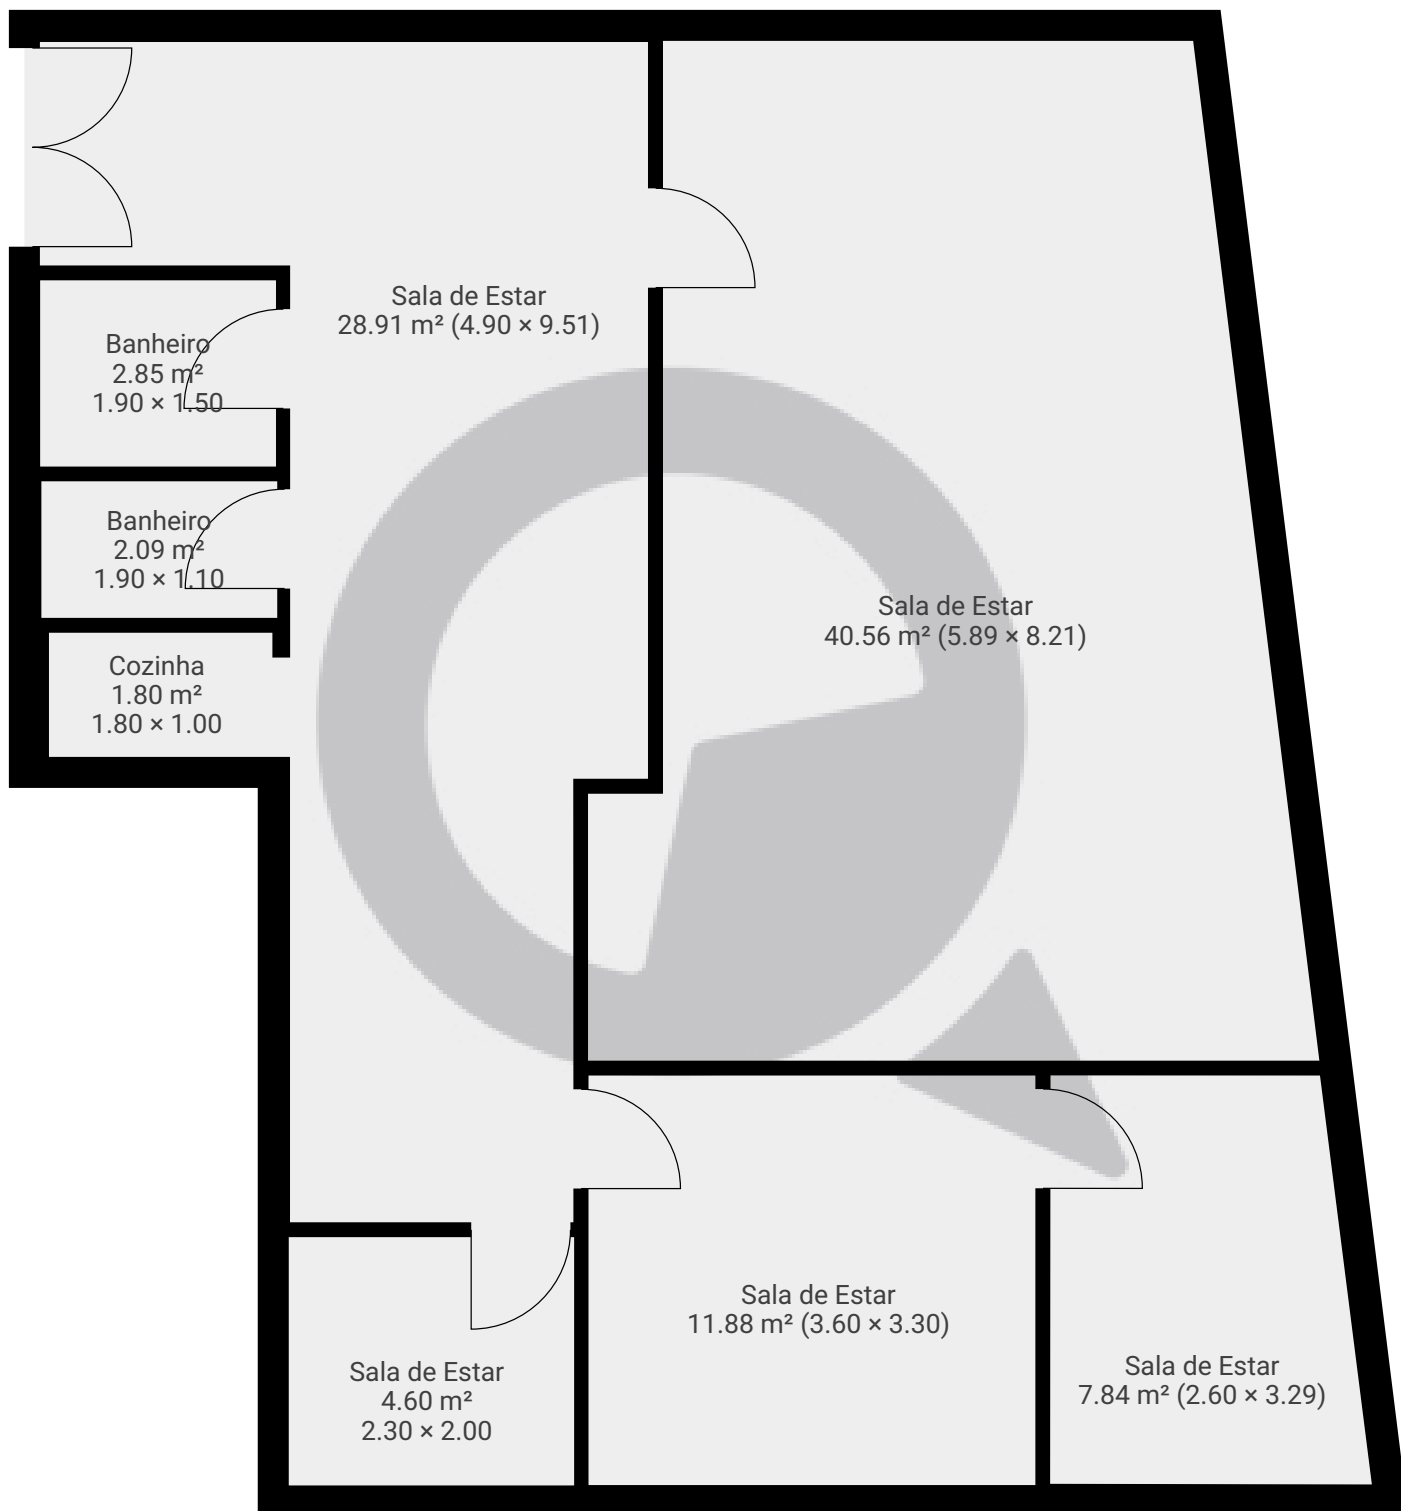 Sala de Estar
28.91 m² (4.90 × 9.51)
Banheiro
2.85 m²
1.90 × 1.50
Banheiro
2.09 m²
1.90 × 1.10
Sala de Estar
40.56 m² (5.89 × 8.21)
Cozinha
1.80 m²
1.80 × 1.00
Sala de Estar
11.88 m² (3.60 × 3.30)
Sala de Estar
4.60 m²
2.30 × 2.00
Sala de Estar
7.84 m² (2.60 × 3.29)